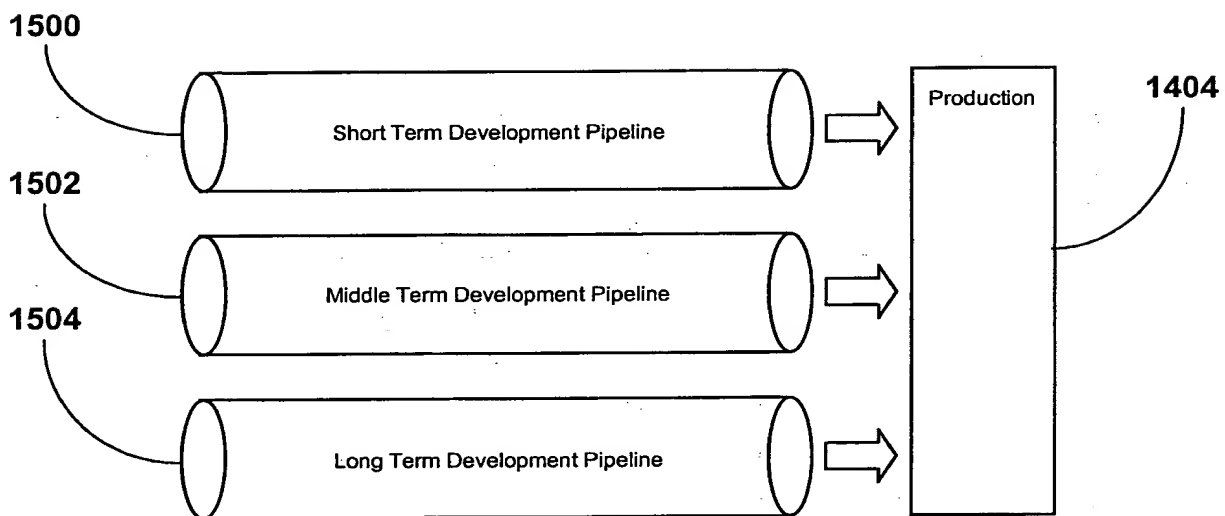 1500
Short Term Development Pipeline
Production
1404
1502
Middle Term Development Pipeline
1504
Long Term Development Pipeline